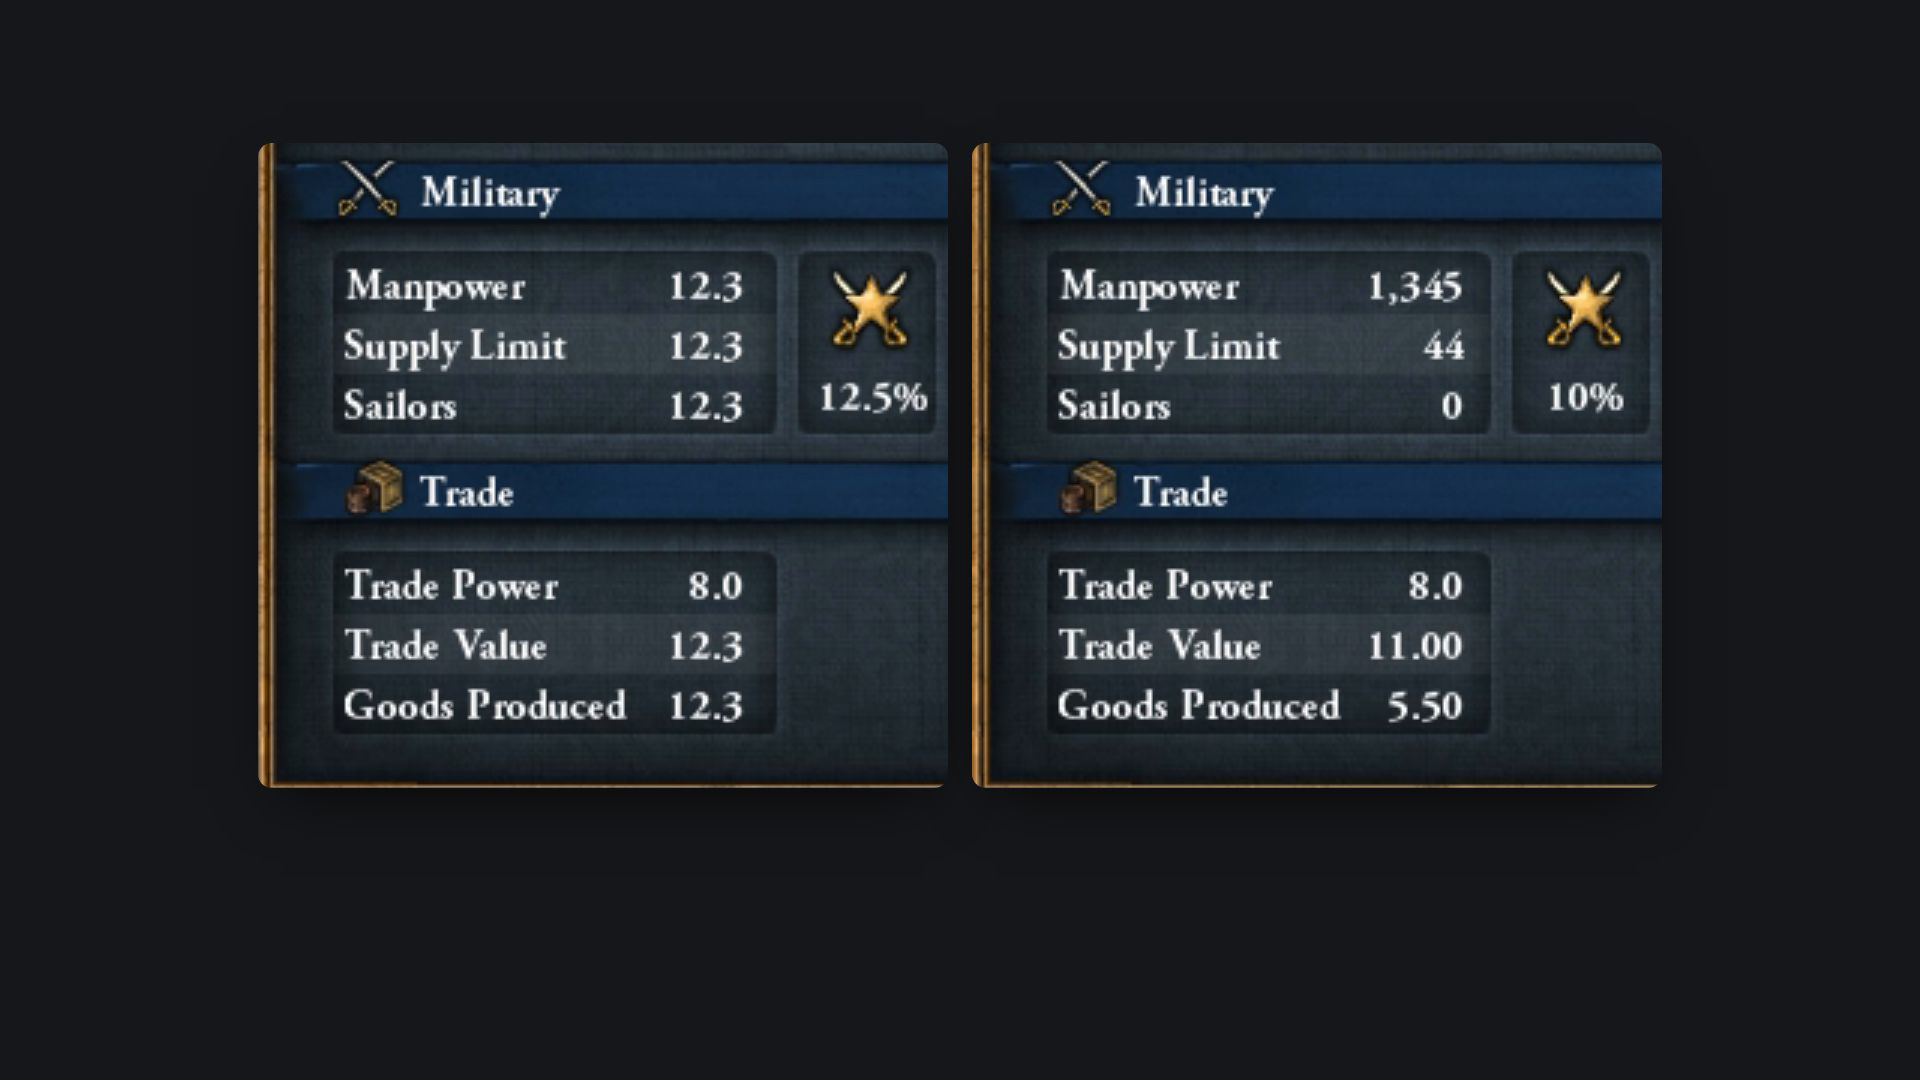 Military
Manpower 12.3
Supply Limit 12.3
Sailors 12.3
12.5%
Trade
Trade Power 8.0
Trade Value 12.3
Goods Produced 12.3
Military
Manpower 1,345
Supply Limit 44
Sailors 0
10%
Trade
Trade Power 8.0
Trade Value 11.00
Goods Produced 5.50